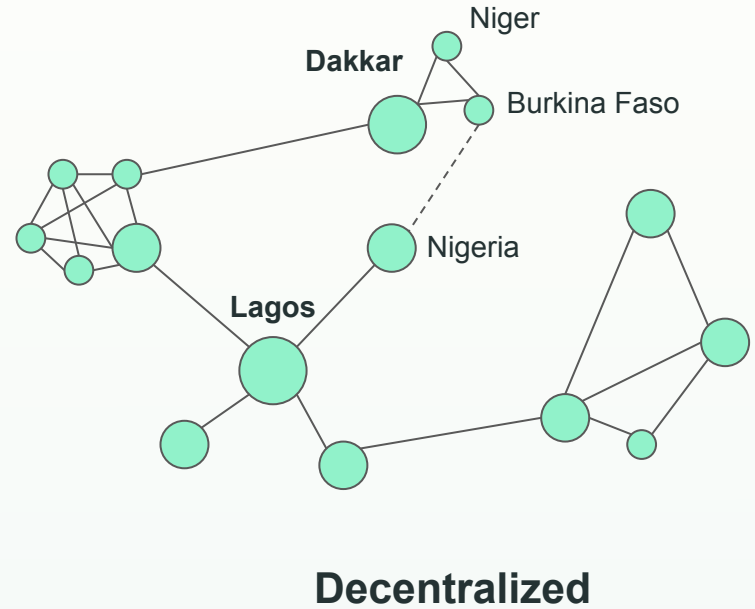 Niger
Dakkar
Burkina Faso
Nigeria
Lagos
Decentralized